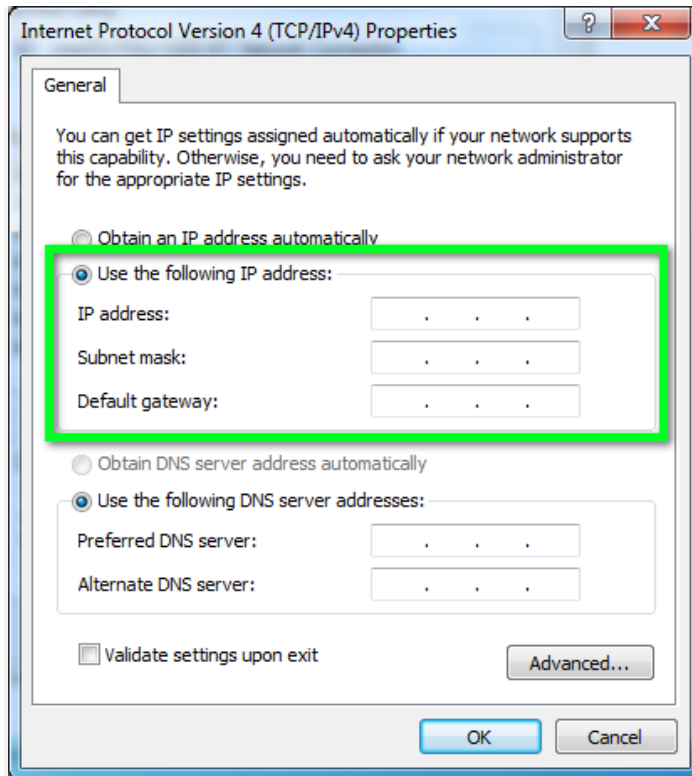 Internet Protocol Version 4 (TCP/IPv4) Properties
General
You can get IP settings assigned automatically if your network supports
this capability. Otherwise, you need to ask your network administrator
for the appropriate IP settings.
Obtain an IP address automatically
Use the following IP address:
IP address: . . .
Subnet mask: . . .
Default gateway: . . .
Obtain DNS server address automatically
Use the following DNS server addresses:
Preferred DNS server: . . .
Alternate DNS server: . . .
Validate settings upon exit
Advanced...
OK Cancel